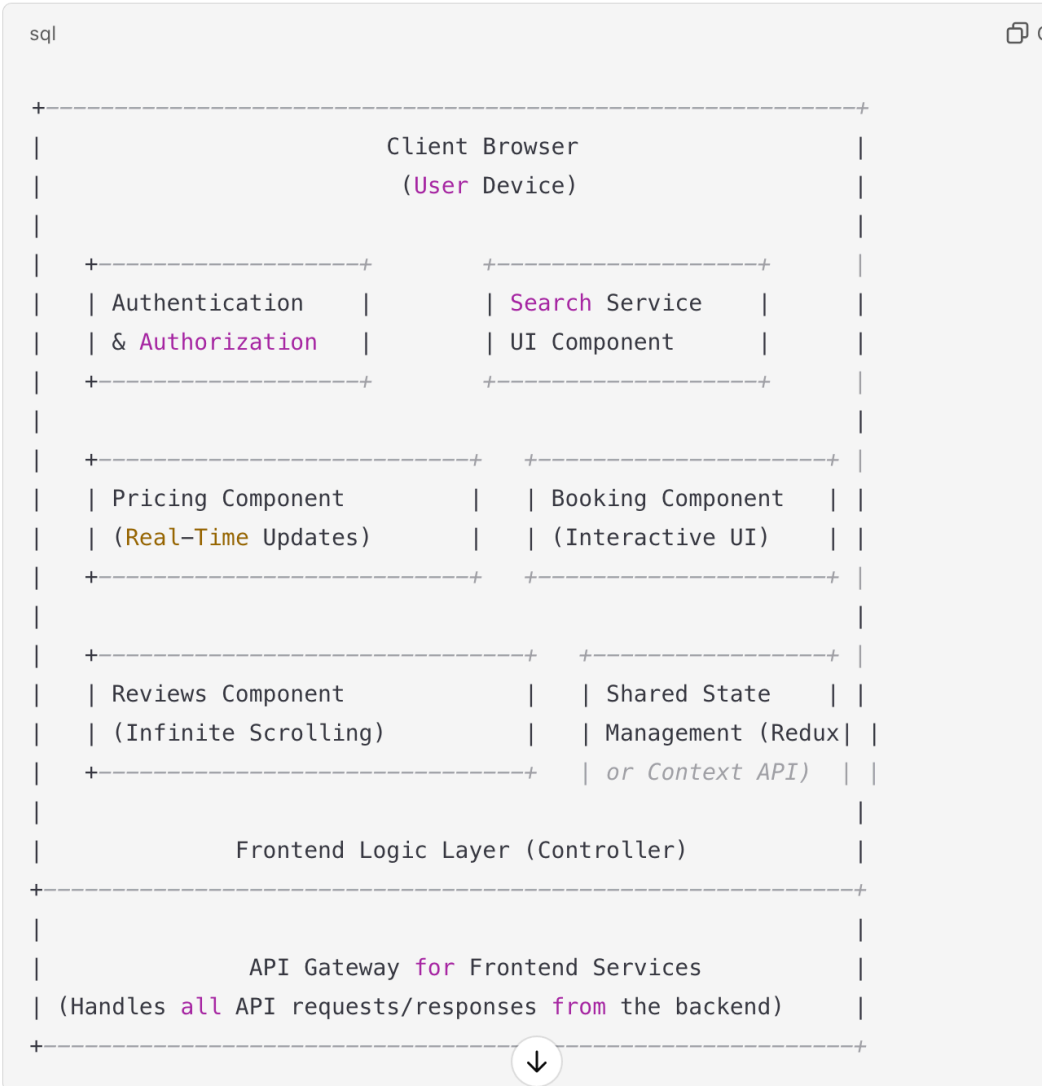 sql
Client Browser
(User Device)
Authentication Search Service
& Authorization UI Component
Pricing Component Booking Component
(Real-Time Updates) (Interactive UI)
Reviews Component Shared State
(Infinite Scrolling) Management (Redux
or Context API)
Frontend Logic Layer (Controller)
API Gateway for Frontend Services
(Handles all API requests/responses from the backend)